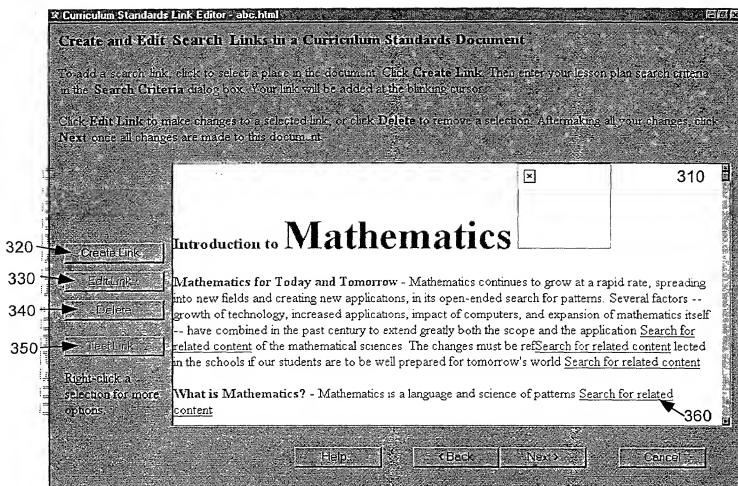 Curriculum Standards Link Editor - abc.html
Create and Edit Search Links in a Curriculum Standards Document
To add a search link, click to select a place in the document. Click Create Link. Then enter your lesson plan search criteria
in the Search Criteria dialog box. Your link will be added at the blinking cursor.
Click Edit Link to make changes to a selected link, or click Delete to remove a selection. Aftermaking all your changes, click
Next once all changes are made to this document
310
Introduction to Mathematics
320
Create Link
330
Edit Link
340
Delete
350
Test Link
Right-click a
selection for more
options.
Mathematics for Today and Tomorrow - Mathematics continues to grow at a rapid rate, spreading
into new fields and creating new applications, in its open-ended search for patterns. Several factors --
growth of technology, increased applications, impact of computers, and expansion of mathematics itself
-- have combined in the past century to extend greatly both the scope and the application Search for
related content of the mathematical sciences. The changes must be refSearch for related content lected
in the schools if our students are to be well prepared for tomorrow's world Search for related content
What is Mathematics? - Mathematics is a language and science of patterns Search for related
content
360
Help
<Back
Next>
Cancel